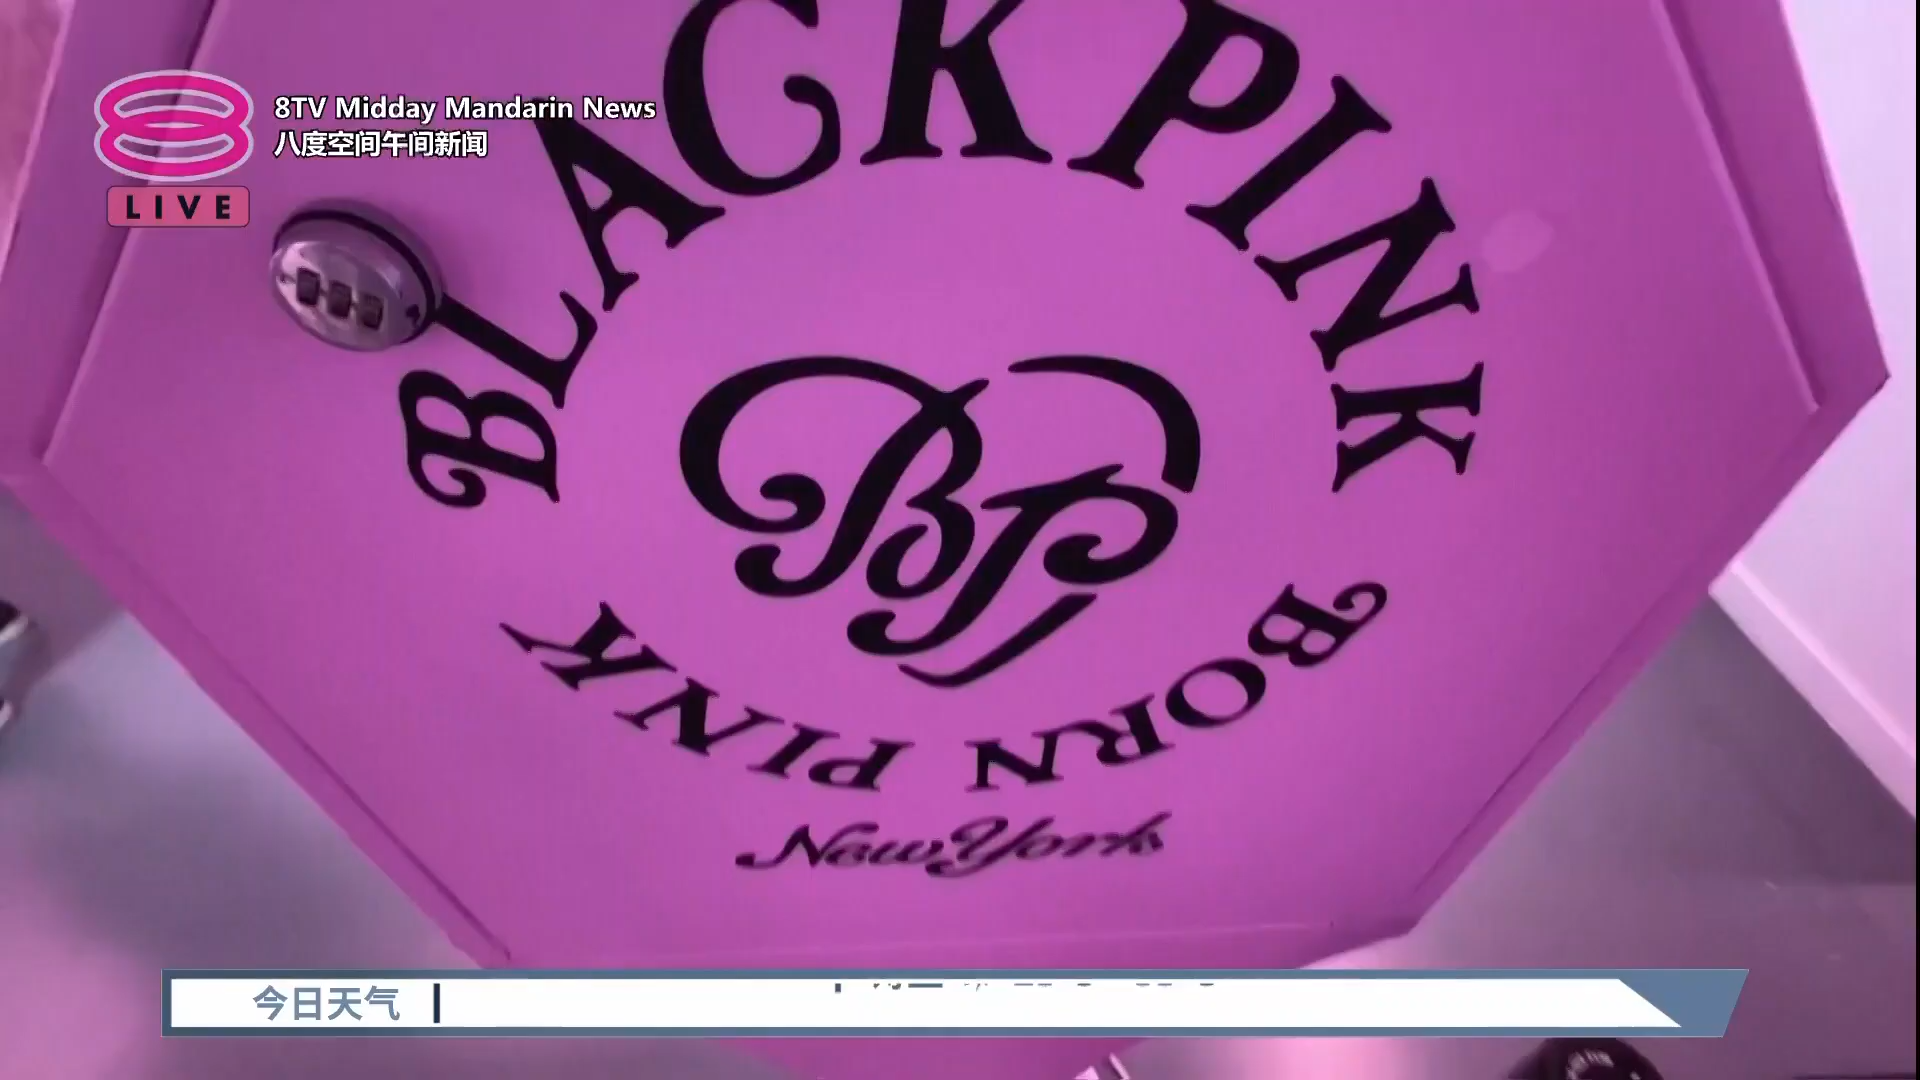 8TV Midday Mandarin News
八度空间午间新闻
LIVE
BLACKPINK
BP
BORN PINK
New York
今日天气